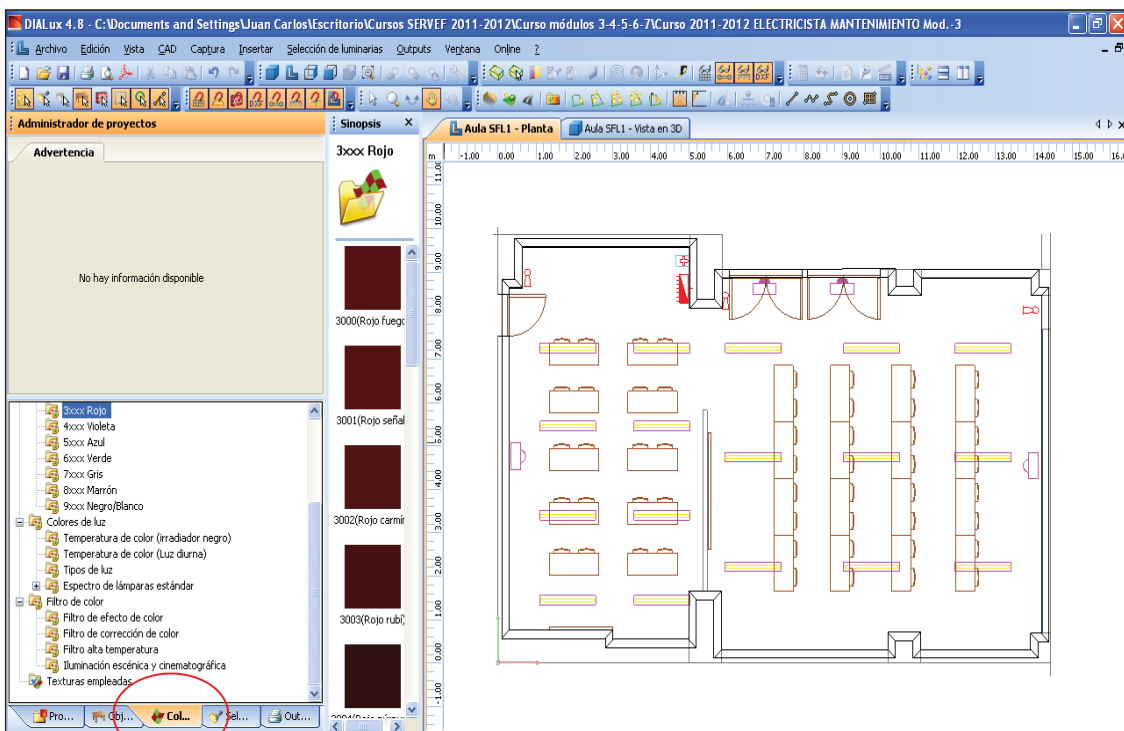 DIALux 4.8 - C:\Documents and Settings\Juan Carlos\Escritorio\Cursos SERVEF 2011-2012\Curso módulos 3-4-5-6-7\Curso 2011-2012 ELECTRICISTA MANTENIMIENTO Mod.-3
Archivo Edición Vista CAD Captura Insertar Selección de luminarias Outputs Ventana Online ?
Administrador de proyectos
Advertencia
No hay información disponible
3xxx Rojo
4xxx Violeta
5xxx Azul
6xxx Verde
7xxx Gris
8xxx Marrón
9xxx Negro/Blanco
Colores de luz
Temperatura de color (irradiador negro)
Temperatura de color (Luz diurna)
Tipos de luz
Espectro de lámparas estándar
Filtro de color
Filtro de efecto de color
Filtro de corrección de color
Filtro alta temperatura
Iluminación escénica y cinematográfica
Texturas empleadas
Pro... Obj... Col... Sel... Out...
Sinopsis X
3xxx Rojo
3000(Rojo fuego
3001(Rojo señal
3002(Rojo carmín
3003(Rojo rubí)
Aula SFL1 - Planta Aula SFL1 - Vista en 3D
m -1.00 0.00 1.00 2.00 3.00 4.00 5.00 6.00 7.00 8.00 9.00 10.00 11.00 12.00 13.00 14.00 15.00 16.0
11.00
10.00
9.00
8.00
7.00
6.00
5.00
4.00
3.00
2.00
1.00
0.00
-1.00